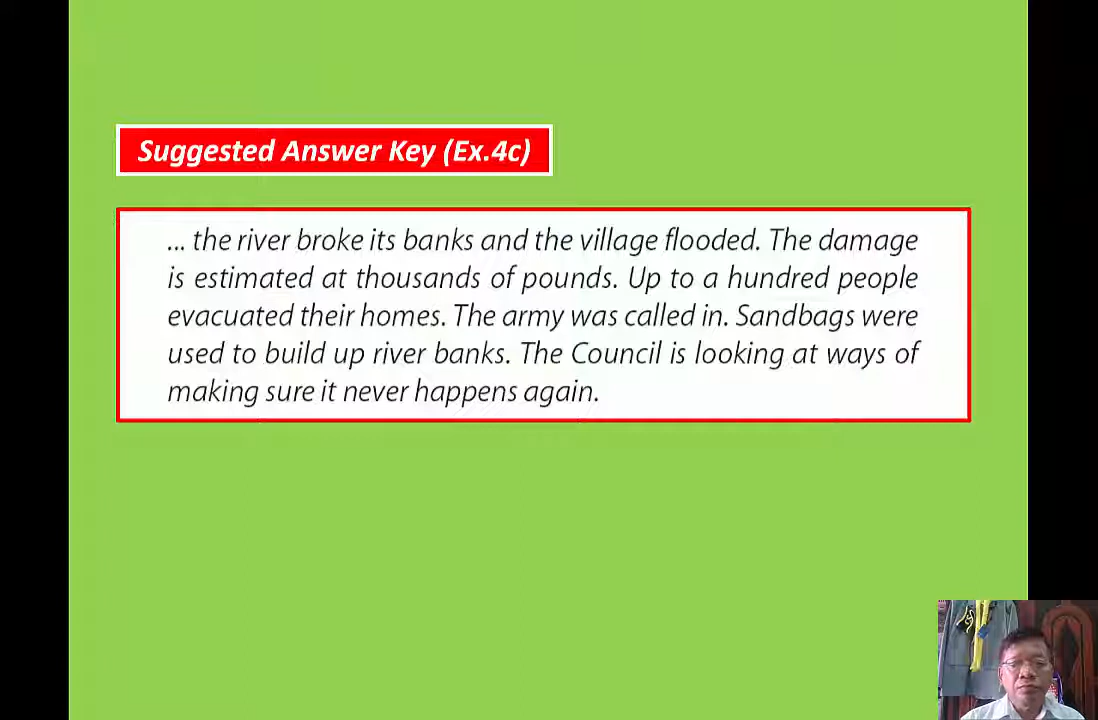 Suggested Answer Key (Ex.4c)
... the river broke its banks and the village flooded. The damage
is estimated at thousands of pounds. Up to a hundred people
evacuated their homes. The army was called in. Sandbags were
used to build up river banks. The Council is looking at ways of
making sure it never happens again.